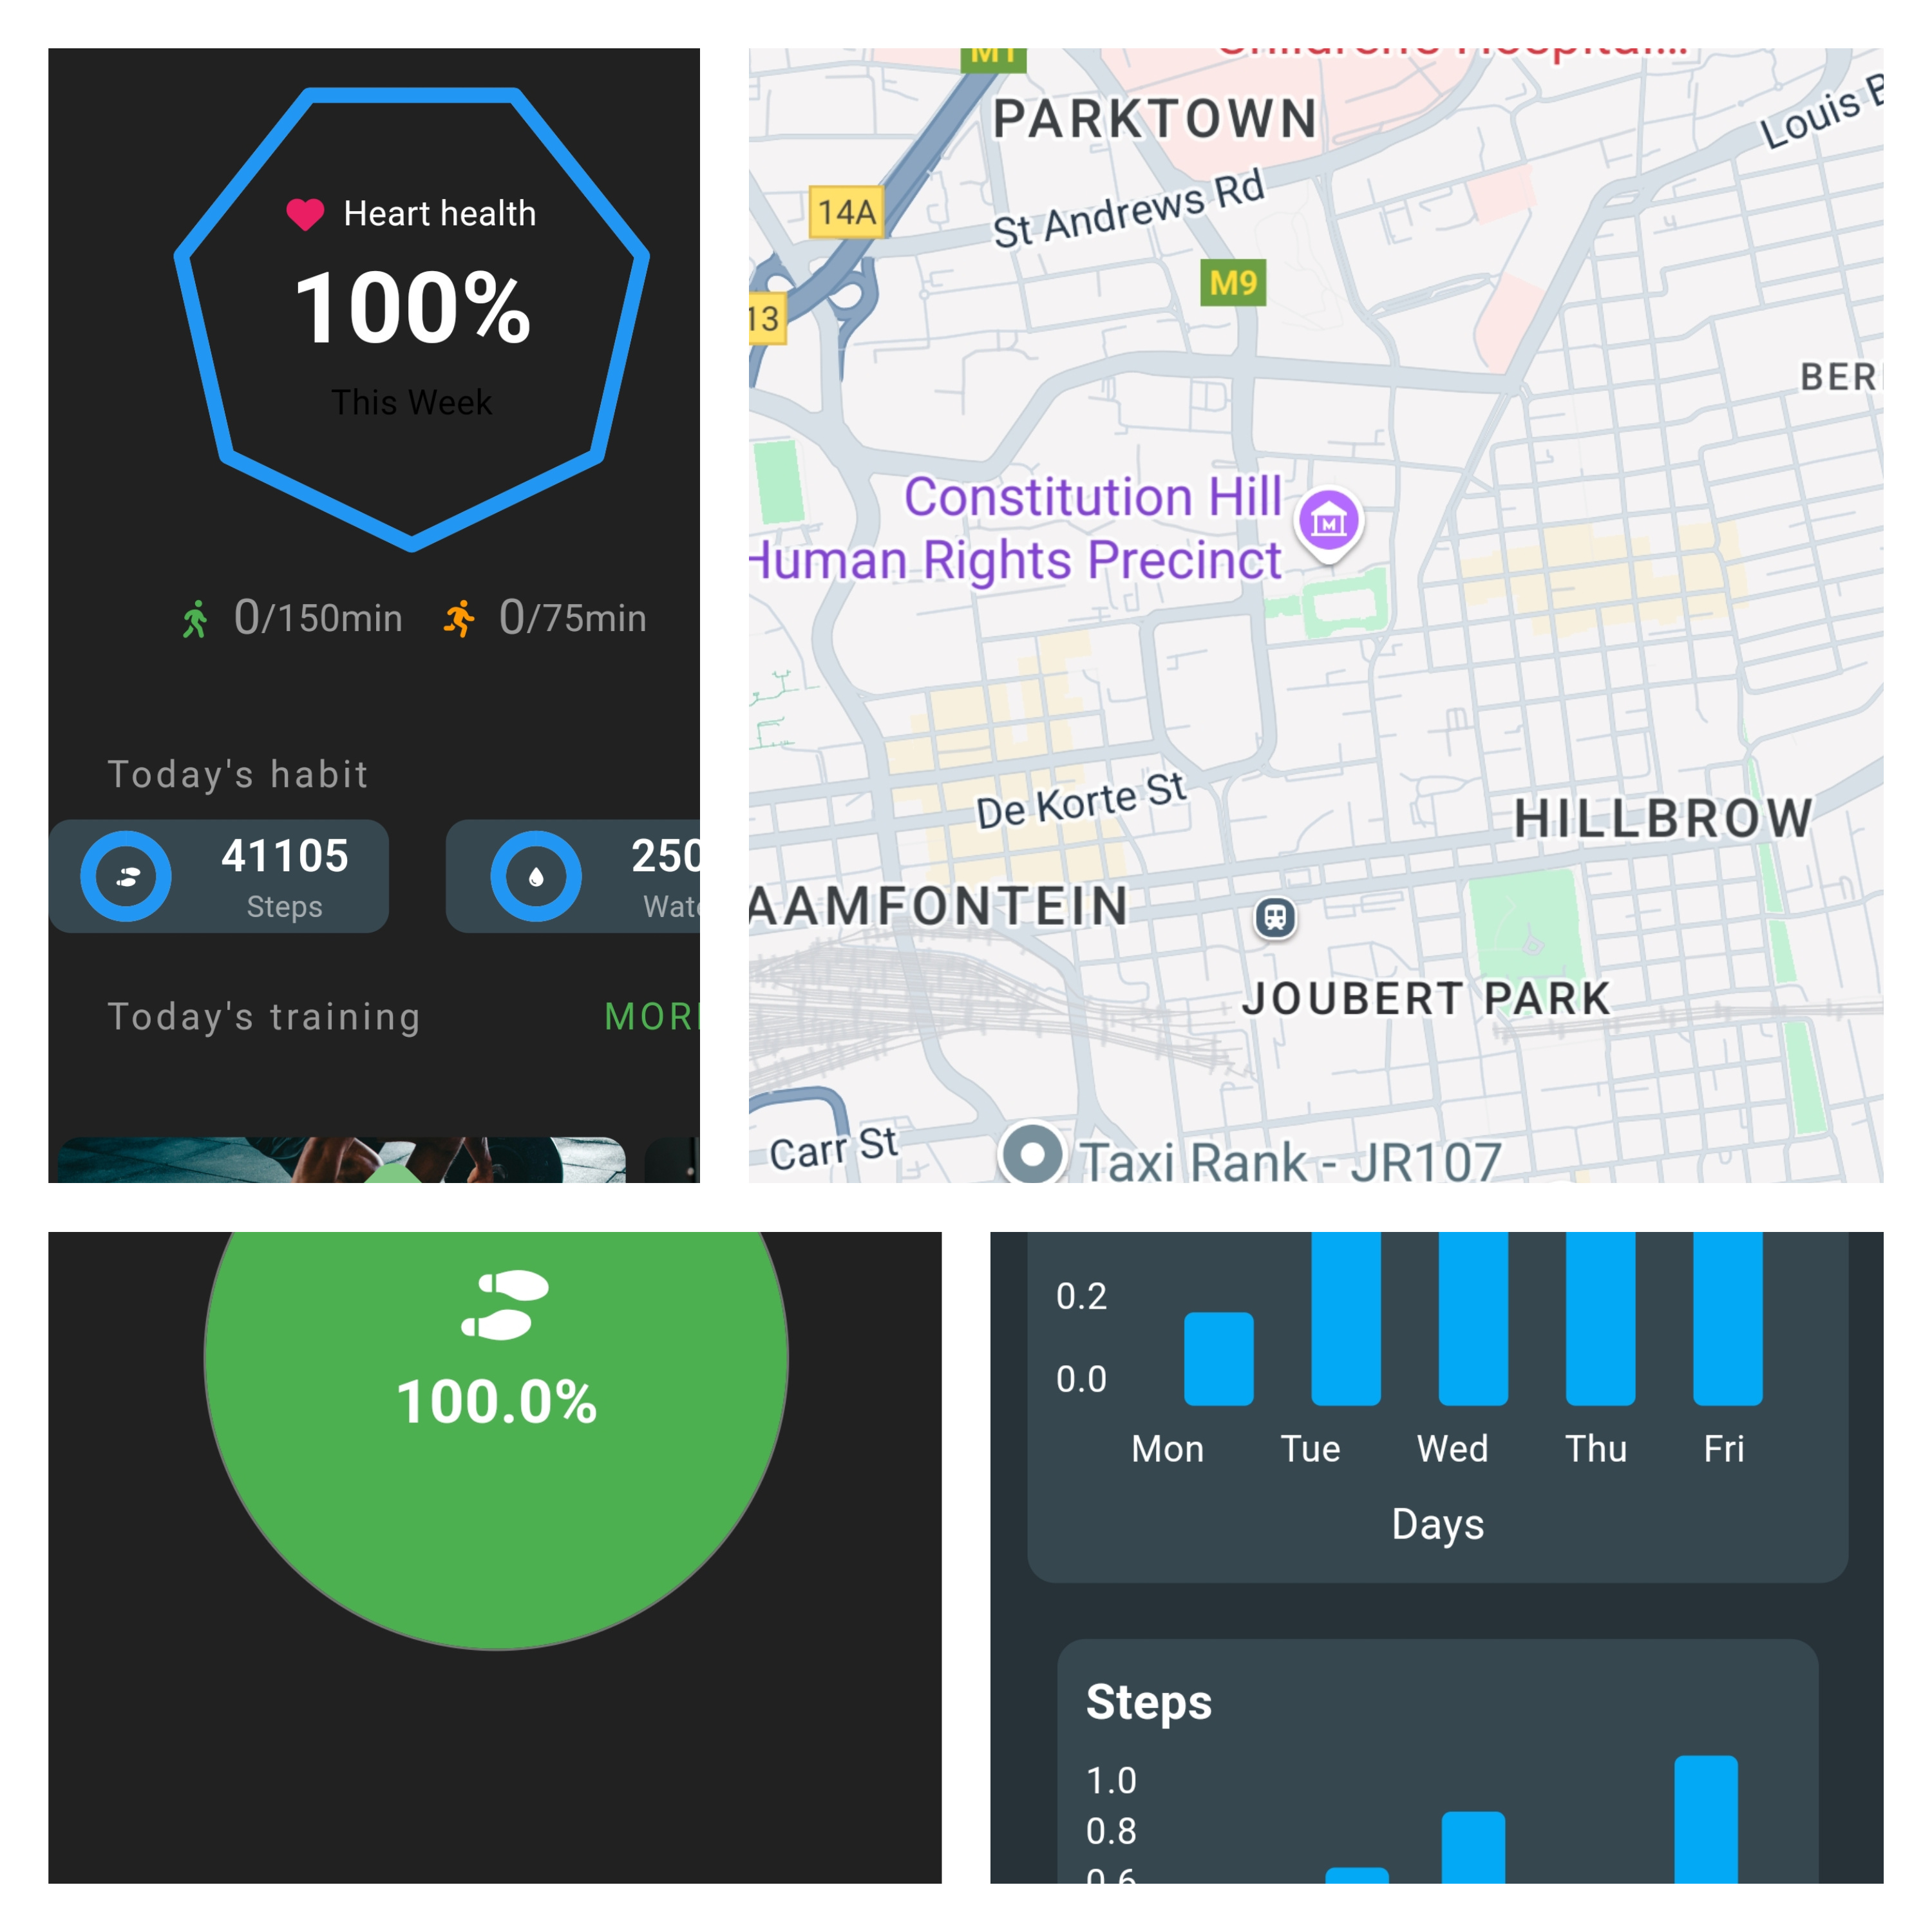 Heart health
100%
This Week
0/150min 0/75min
Today's habit
41105
Steps
250
Today's training
M1
PARKTOWN
14A
St Andrews Rd
M9
13
Constitution Hill
Human Rights Precinct
De Korte St
HILLBROW
AAMFONTEIN
JOUBERT PARK
Carr St
Taxi Rank - JR107
Louis B
BER
100.0%
0.2
0.0
Mon Tue Wed Thu Fri
Days
Steps
1.0
0.8
0.6